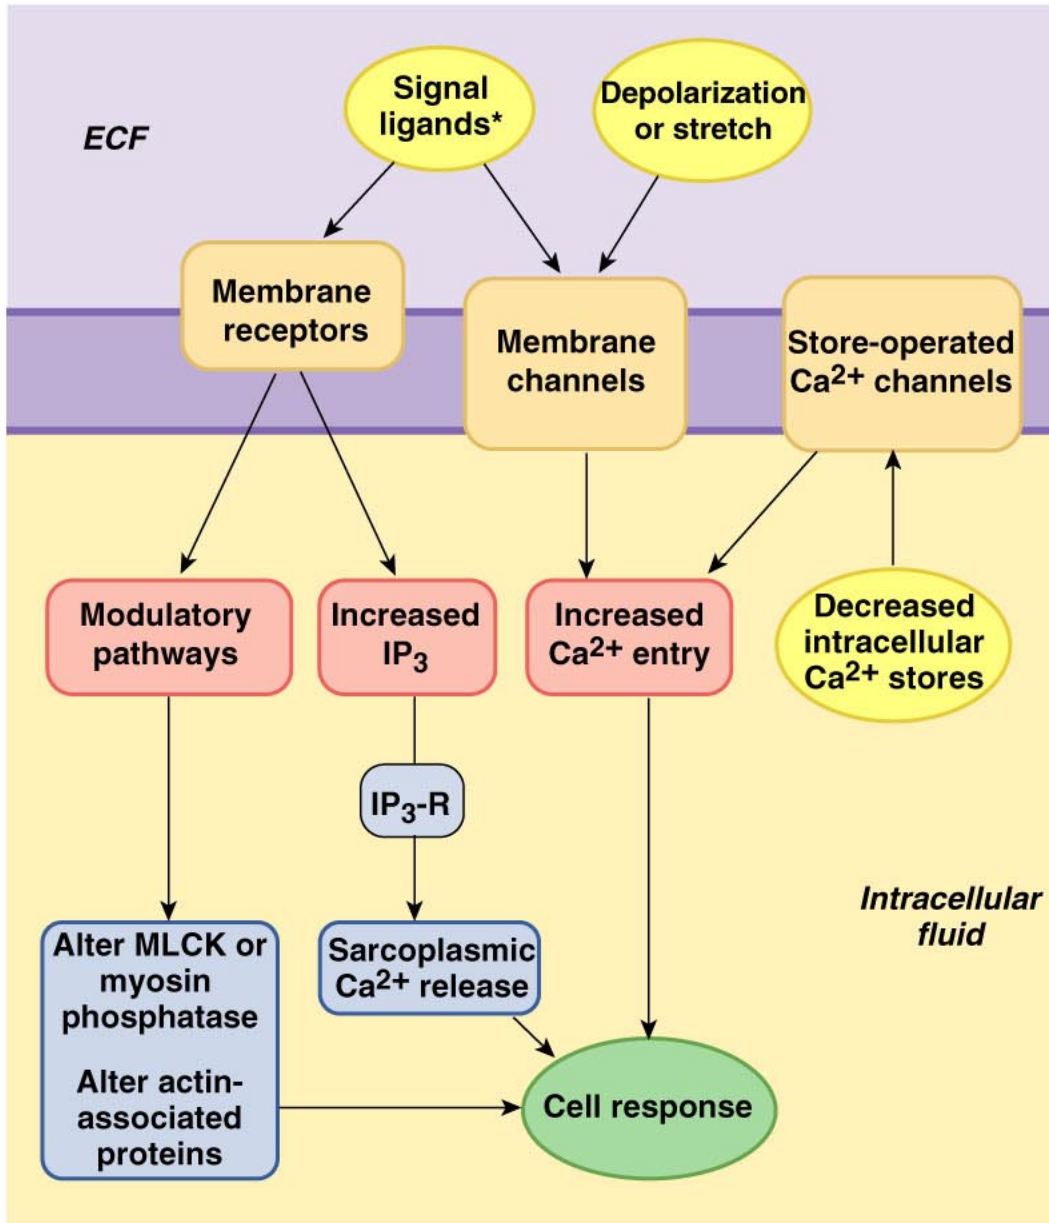 Signal
ligands*
Depolarization
or stretch
ECF
Membrane
receptors
Membrane
channels
Store-operated
Ca²⁺ channels
Modulatory
pathways
Increased
IP₃
Increased
Ca²⁺ entry
Decreased
intracellular
Ca²⁺ stores
IP₃-R
Intracellular
fluid
Alter MLCK or
myosin
phosphatase
Alter actin-
associated
proteins
Sarcoplasmic
Ca²⁺ release
Cell response